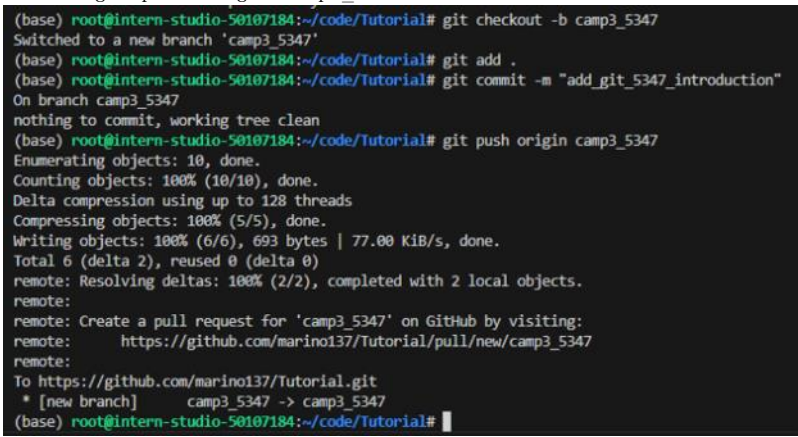 (base) root@intern-studio-50107184:~/code/Tutorial# git checkout -b camp3_5347
Switched to a new branch 'camp3_5347'
(base) root@intern-studio-50107184:~/code/Tutorial# git add .
(base) root@intern-studio-50107184:~/code/Tutorial# git commit -m "add_git_5347_introduction"
On branch camp3_5347
nothing to commit, working tree clean
(base) root@intern-studio-50107184:~/code/Tutorial# git push origin camp3_5347
Enumerating objects: 10, done.
Counting objects: 100% (10/10), done.
Delta compression using up to 128 threads
Compressing objects: 100% (5/5), done.
Writing objects: 100% (6/6), 693 bytes | 77.00 KiB/s, done.
Total 6 (delta 2), reused 0 (delta 0)
remote: Resolving deltas: 100% (2/2), completed with 2 local objects.
remote:
remote: Create a pull request for 'camp3_5347' on GitHub by visiting:
remote:      https://github.com/marino137/Tutorial/pull/new/camp3_5347
remote:
To https://github.com/marino137/Tutorial.git
 * [new branch]      camp3_5347 -> camp3_5347
(base) root@intern-studio-50107184:~/code/Tutorial#